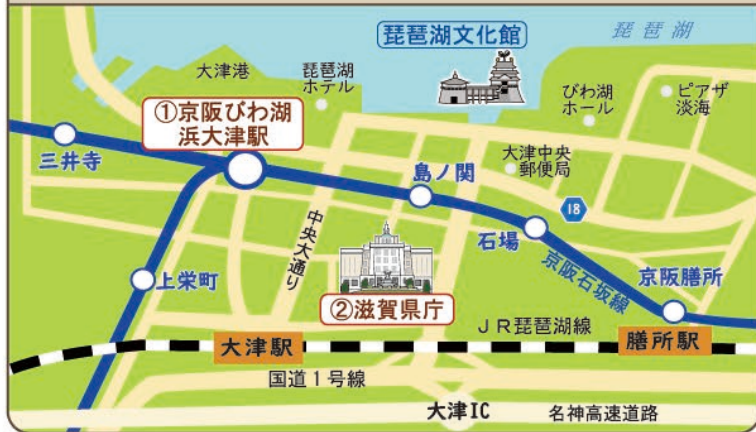 琵琶湖文化館
琵琶湖
大津港
琵琶湖
ホテル
びわ湖
ホール
ピアザ
淡海
①京阪びわ湖
浜大津駅
三井寺
大津中央
郵便局
島ノ関
18
石場
中央大通り
京阪石坂線
京阪膳所
上栄町
②滋賀県庁
JR琵琶湖線
大津駅
膳所駅
国道1号線
大津IC
名神高速道路